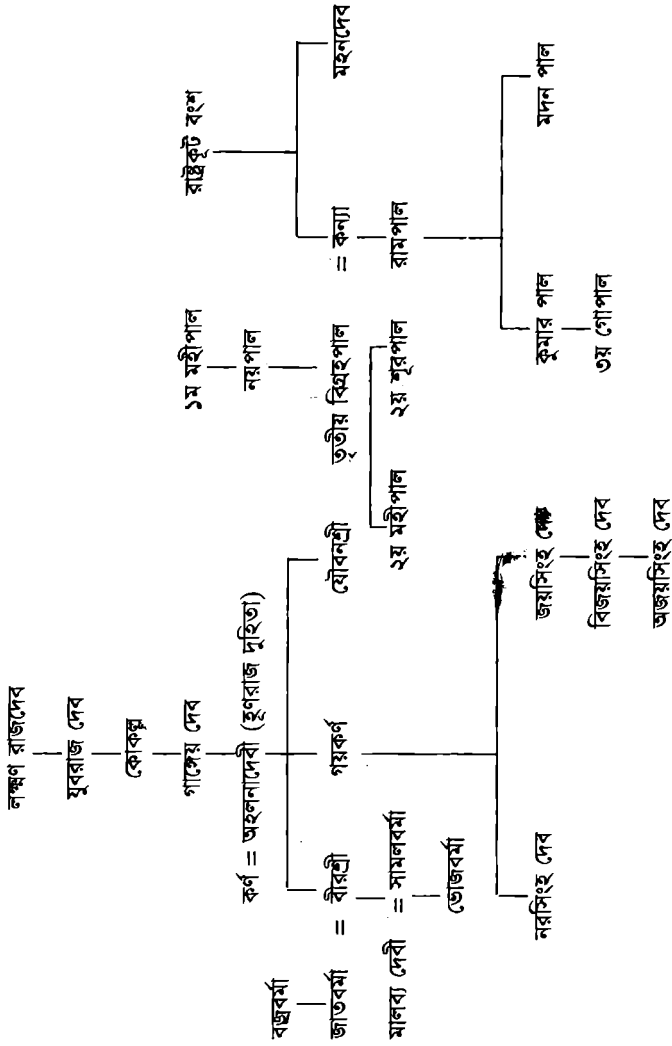 লক্ষ্মণ রাজদেব
যুবরাজ দেব
কোকল্ল
গাঙ্গেয় দেব
কর্ণ = অহলনাদেবী (হূণরাজ দুহিতা)
বজ্রবর্মা
জাতবর্মা = বীরশ্রী
গয়কর্ণ
যৌবনশ্রী
মালব্য দেবী = সামলবর্মা
ভোজবর্মা
নরসিংহ দেব
জয়সিংহ দেব
বিজয়সিংহ দেব
অজয়সিংহ দেব
১ম মহীপাল
নয়পাল
তৃতীয় বিগ্রহপাল = কন্যা
২য় মহীপাল
২য় শূরপাল
রামপাল
রাষ্ট্রকূট বংশ
মহনদেব
কুমার পাল
মদন পাল
৩য় গোপাল